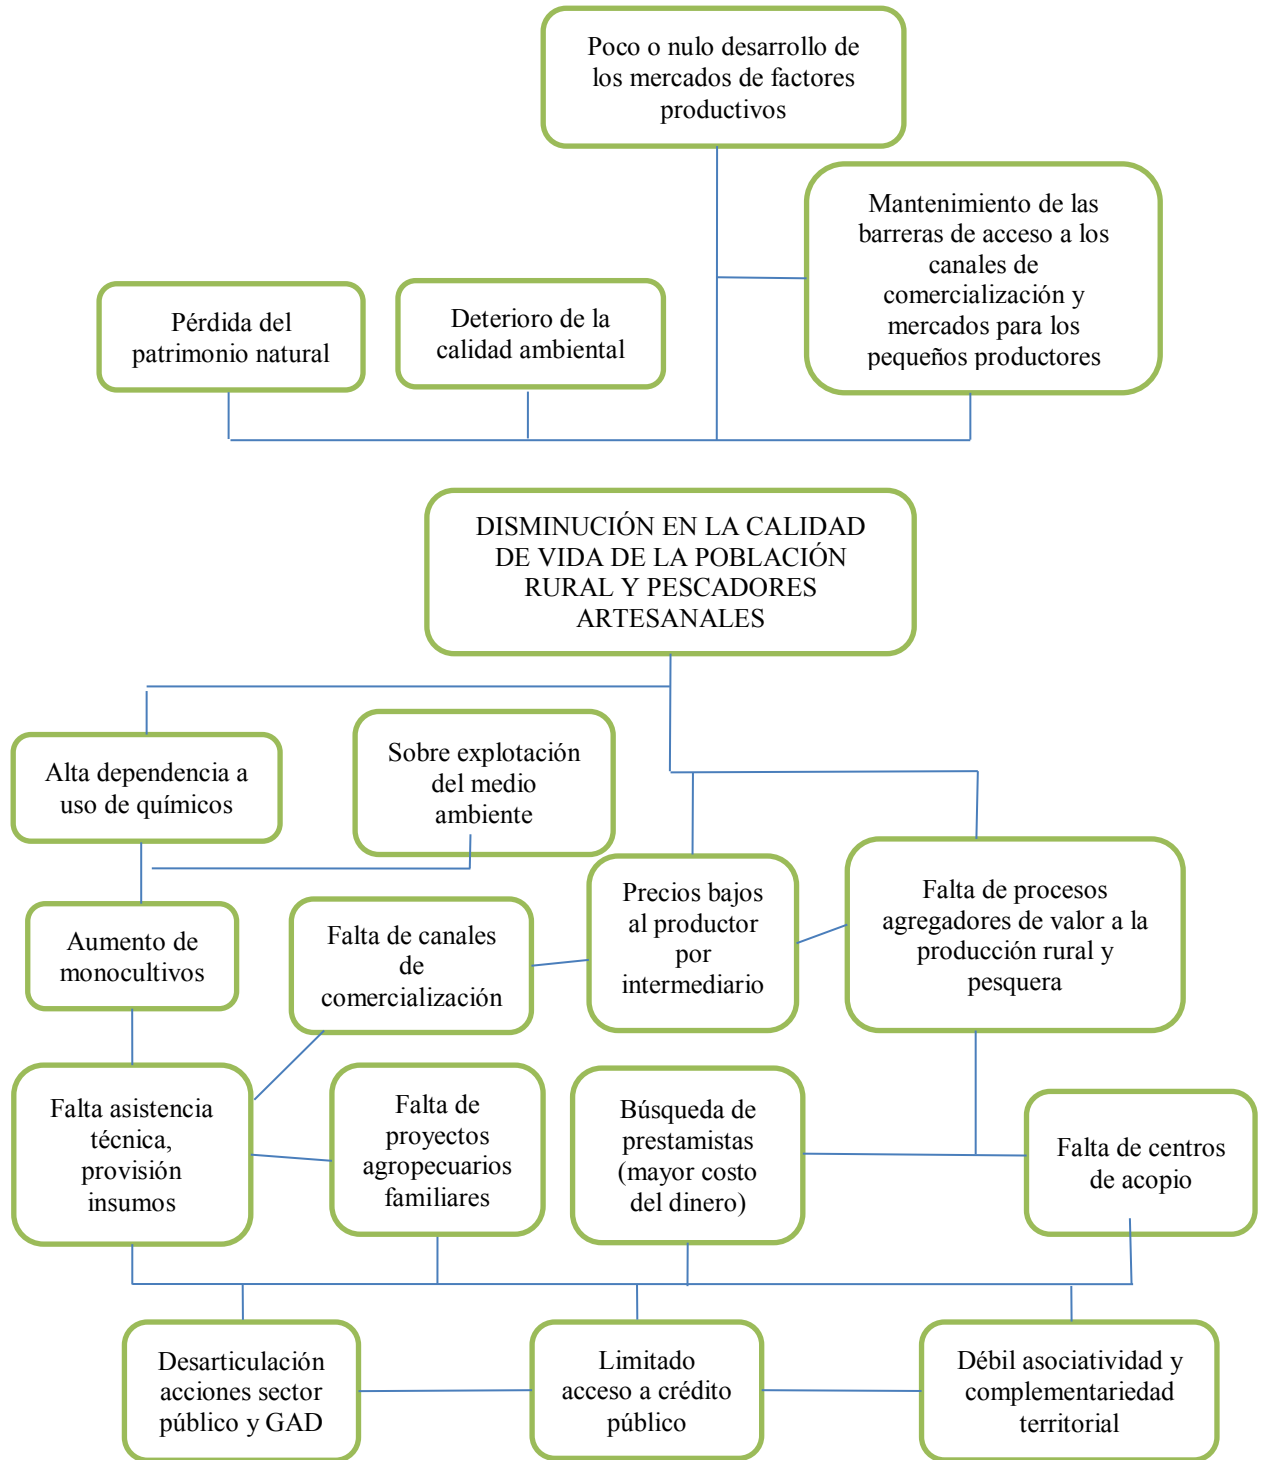 Poco o nulo desarrollo de
los mercados de factores
productivos
Mantenimiento de las
barreras de acceso a los
canales de
comercialización y
mercados para los
pequeños productores
Pérdida del
patrimonio natural
Deterioro de la
calidad ambiental
DISMINUCIÓN EN LA CALIDAD
DE VIDA DE LA POBLACIÓN
RURAL Y PESCADORES
ARTESANALES
Alta dependencia a
uso de químicos
Sobre explotación
del medio
ambiente
Precios bajos
al productor
por
intermediario
Falta de procesos
agregadores de valor a la
producción rural y
pesquera
Aumento de
monocultivos
Falta de canales
de
comercialización
Falta asistencia
técnica,
provisión
insumos
Falta de
proyectos
agropecuarios
familiares
Búsqueda de
prestamistas
(mayor costo
del dinero)
Falta de centros
de acopio
Desarticulación
acciones sector
público y GAD
Limitado
acceso a crédito
público
Débil asociatividad y
complementariedad
territorial